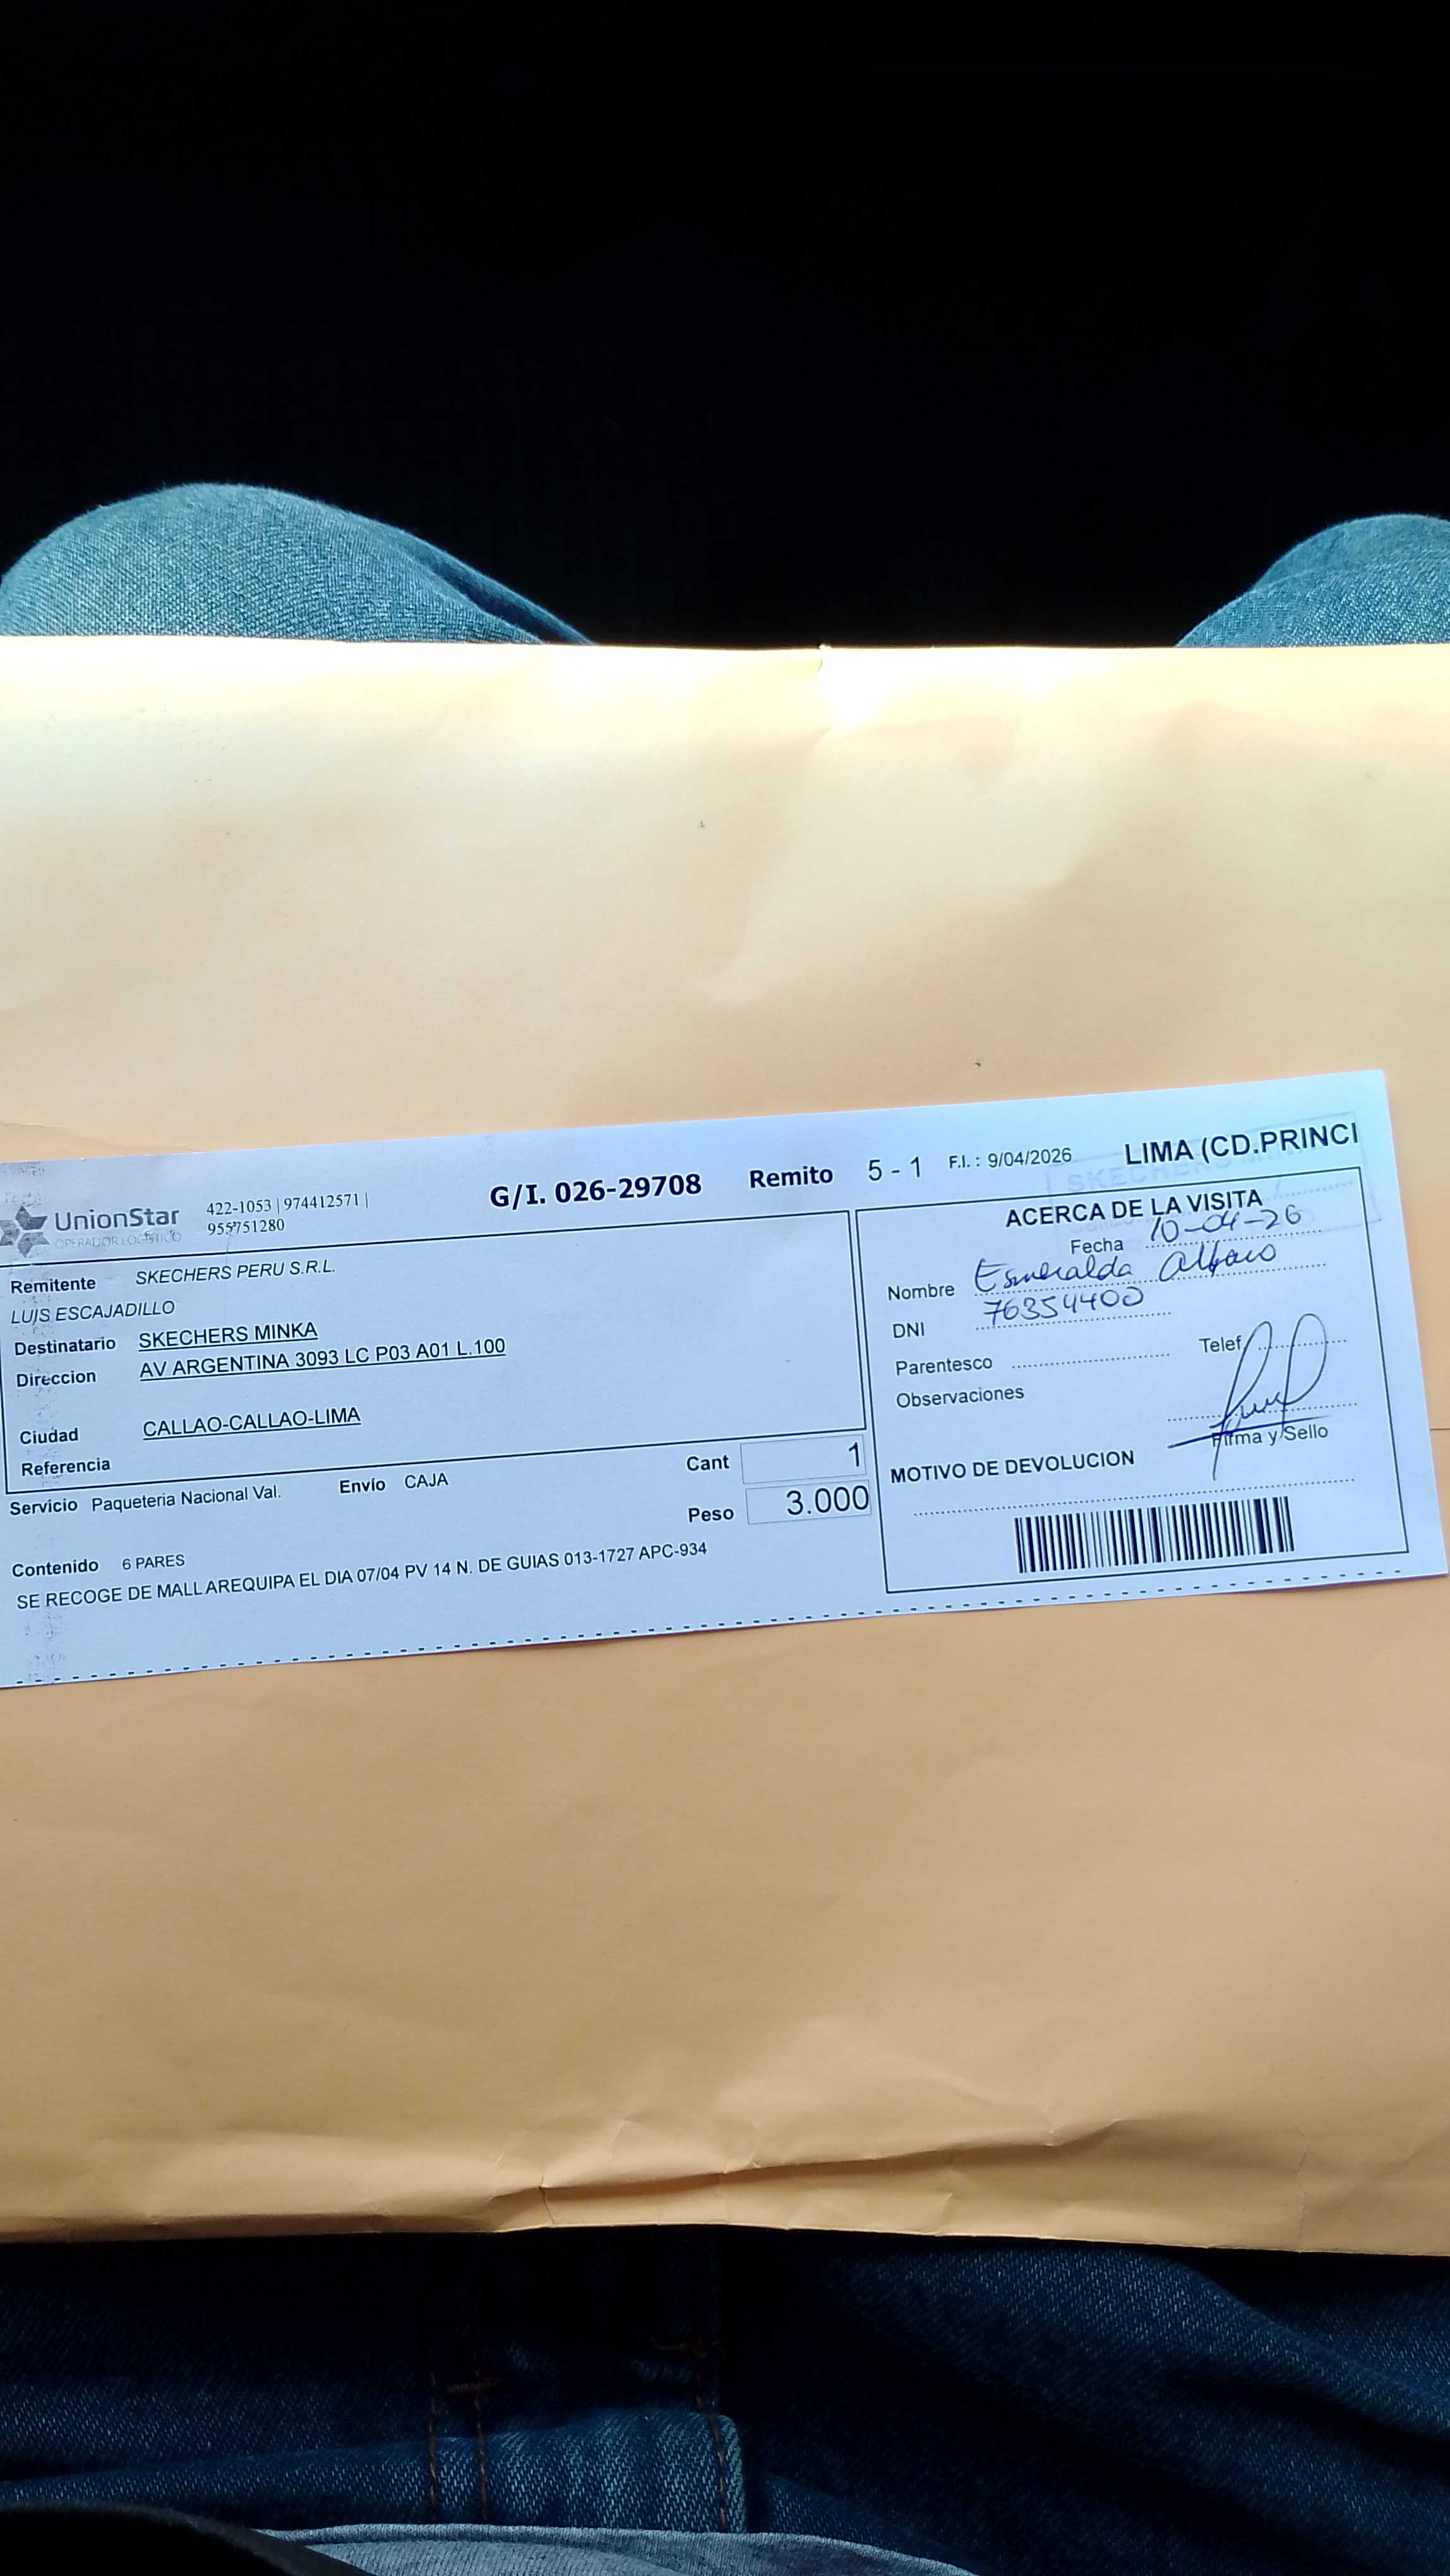 UnionStar
OPERADOR LOGÍSTICO
422-1053 | 974412571 |
955751280
G/I. 026-29708 Remito 5 - 1 F.I. : 9/04/2026 LIMA (CD.PRINCI
Remitente SKECHERS PERU S.R.L.
LUIS ESCAJADILLO
Destinatario SKECHERS MINKA
Direccion AV ARGENTINA 3093 LC P03 A01 L.100
Ciudad CALLAO-CALLAO-LIMA
Referencia
Servicio Paqueteria Nacional Val. Envío CAJA
Cant 1
Peso 3.000
Contenido 6 PARES
SE RECOGE DE MALL AREQUIPA EL DIA 07/04 PV 14 N. DE GUIAS 013-1727 APC-934
SKECHERS
ACERCA DE LA VISITA
Fecha 10-04-26
Nombre Esmeralda Alfaro
DNI 76354400
Parentesco Telef.
Observaciones
Firma y Sello
MOTIVO DE DEVOLUCION